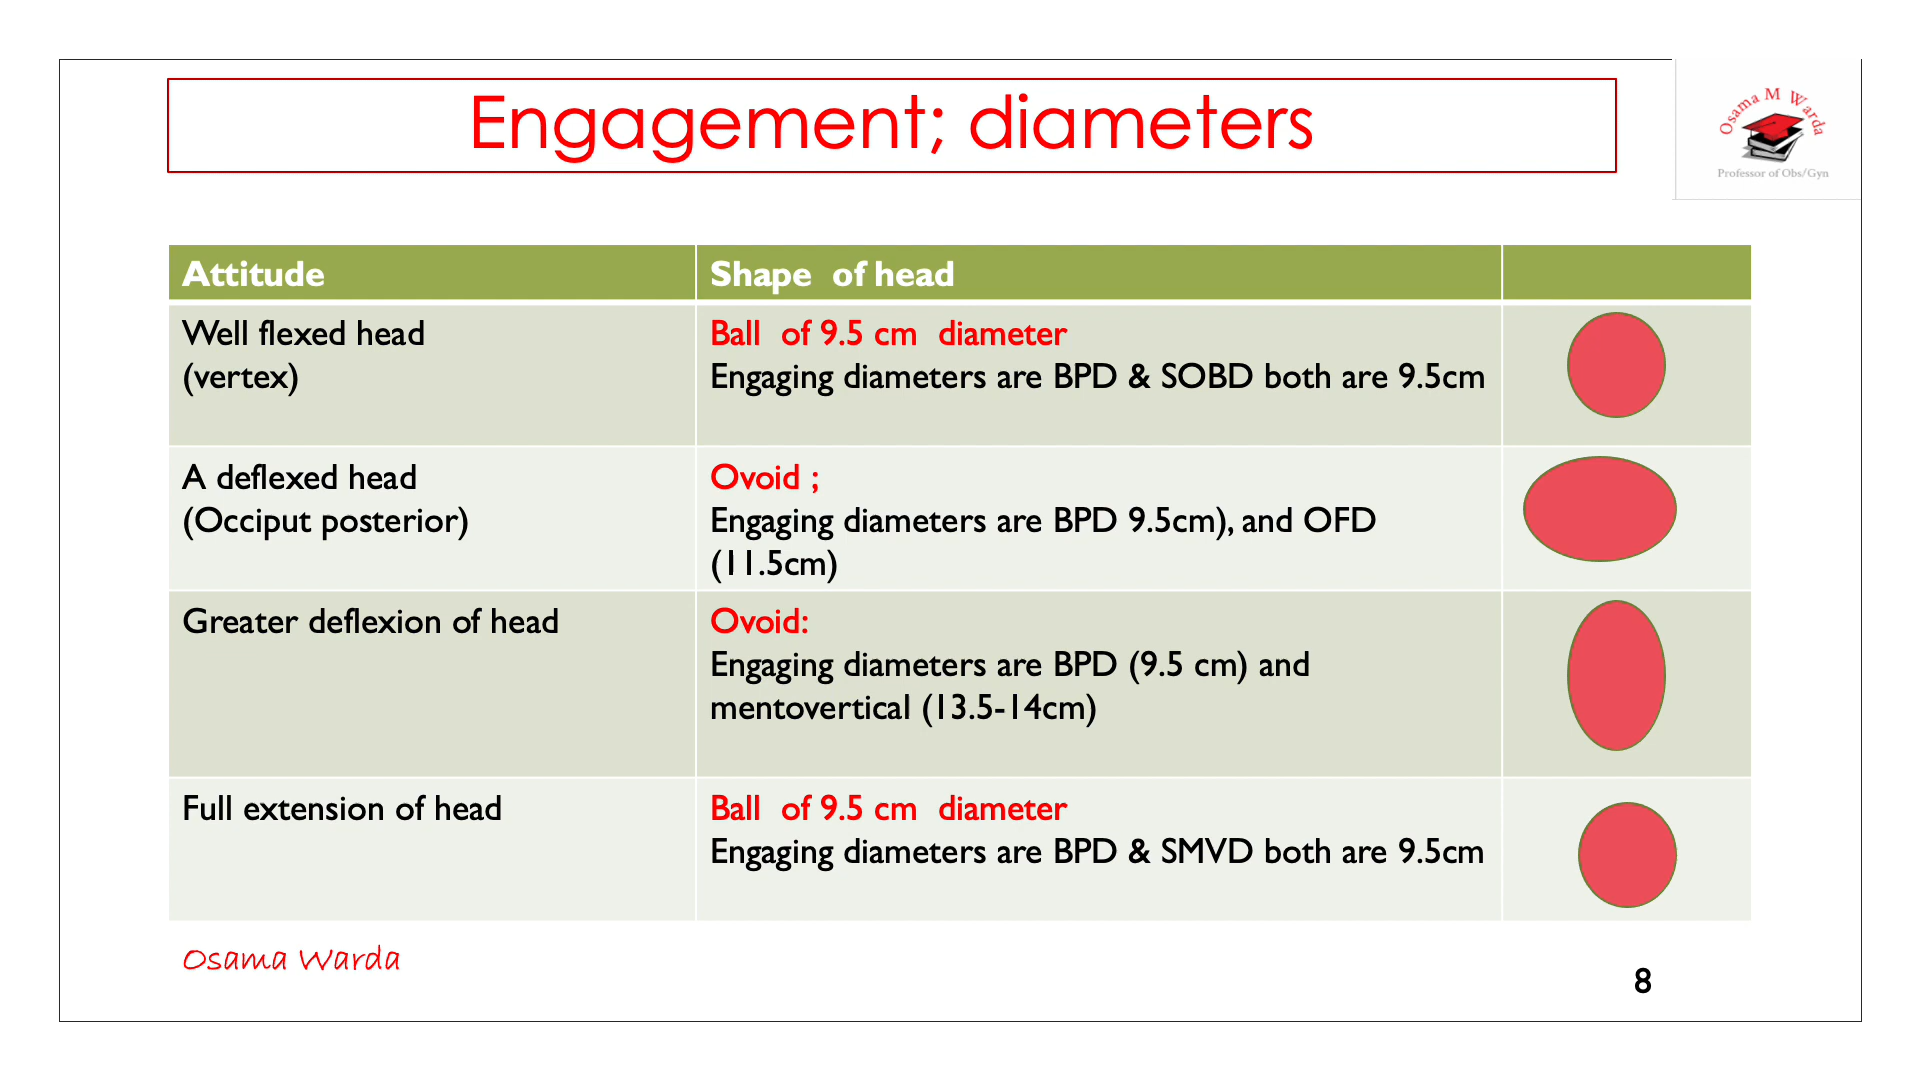 Engagement; diameters
Osama M Warda
Professor of Obs/Gyn
Attitude
Shape of head
Well flexed head
(vertex)
Ball of 9.5 cm diameter
Engaging diameters are BPD & SOBD both are 9.5cm
A deflexed head
(Occiput posterior)
Ovoid ;
Engaging diameters are BPD 9.5cm), and OFD
(11.5cm)
Greater deflexion of head
Ovoid:
Engaging diameters are BPD (9.5 cm) and
mentovertical (13.5-14cm)
Full extension of head
Ball of 9.5 cm diameter
Engaging diameters are BPD & SMVD both are 9.5cm
Osama Warda
8